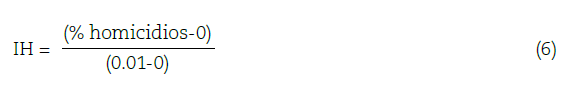 IH = (% homicidios-0) / (0.01-0) (6)